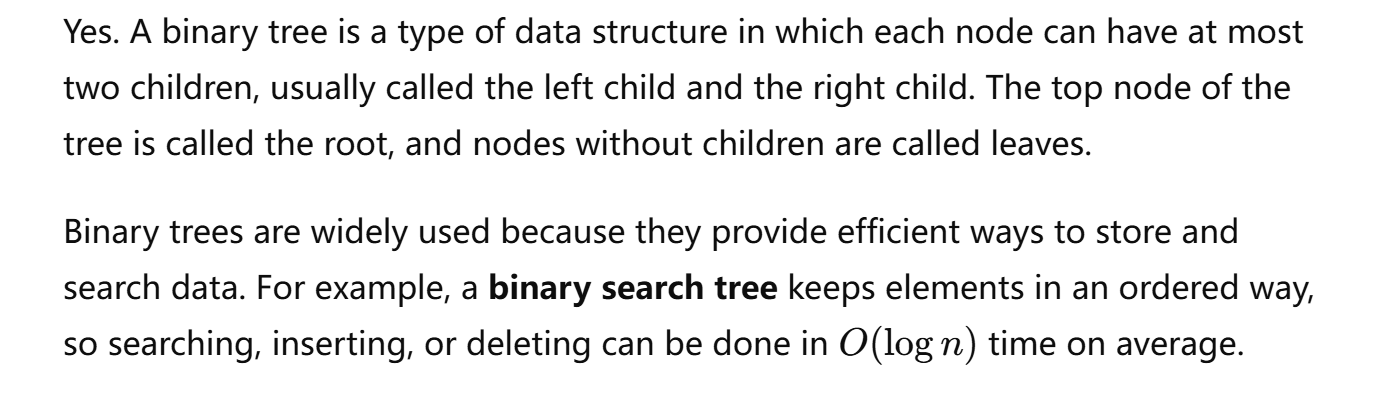 Yes. A binary tree is a type of data structure in which each node can have at most
two children, usually called the left child and the right child. The top node of the
tree is called the root, and nodes without children are called leaves.
Binary trees are widely used because they provide efficient ways to store and
search data. For example, a binary search tree keeps elements in an ordered way,
so searching, inserting, or deleting can be done in O(log n) time on average.